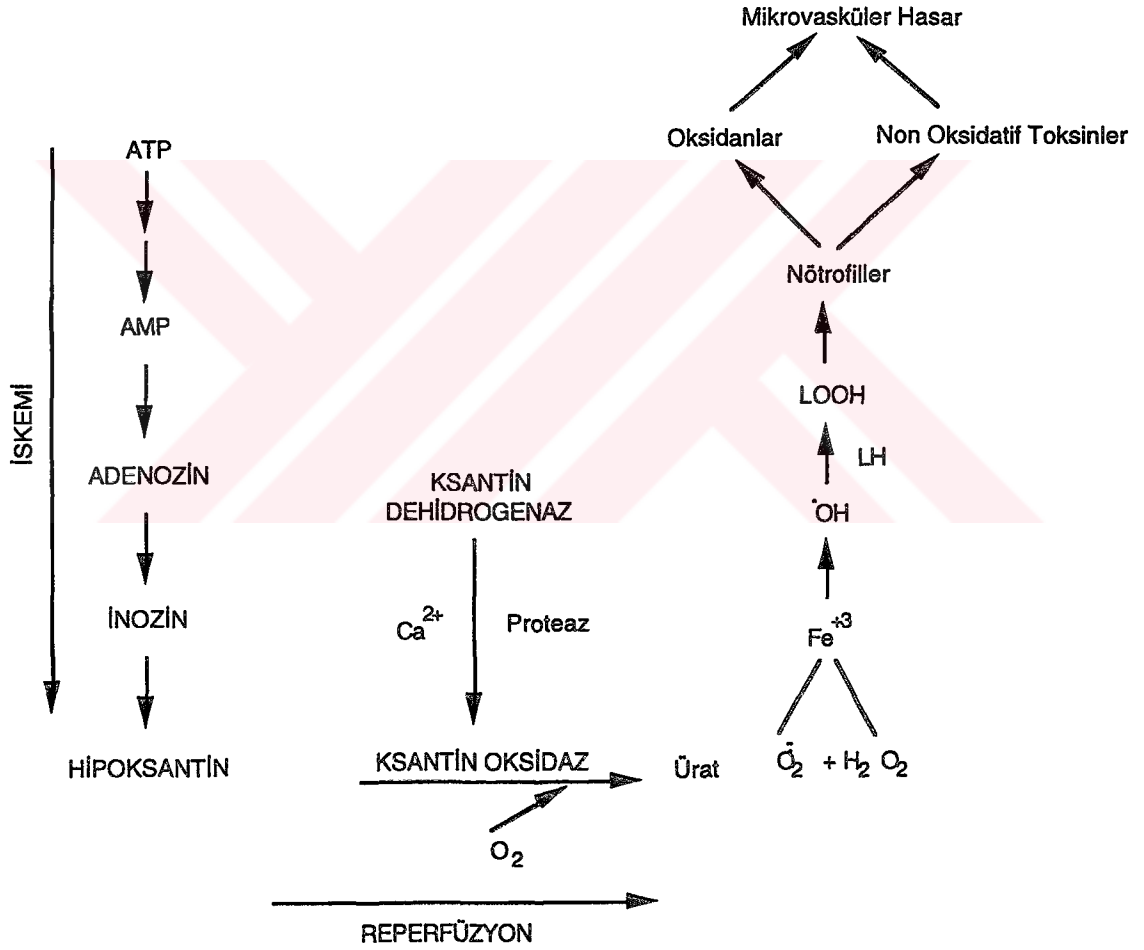 Mikrovasküler Hasar
Oksidanlar
Non Oksidatif Toksinler
Nötrofiller
LOOH
LH
˙OH
Fe⁺³
Ȯ₂ + H₂ O₂
ATP
AMP
ADENOZİN
İNOZİN
HİPOKSANTİN
İSKEMİ
KSANTİN
DEHİDROGENAZ
Ca²⁺
Proteaz
KSANTİN OKSİDAZ
Ürat
O₂
REPERFÜZYON